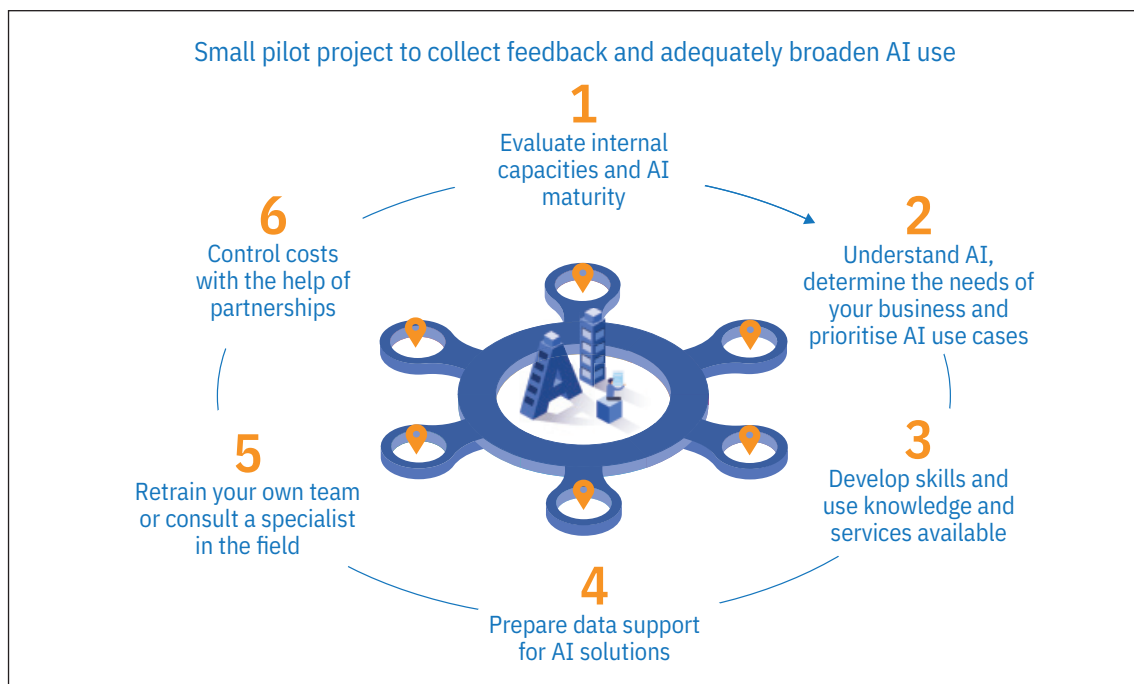 Small pilot project to collect feedback and adequately broaden AI use
1
Evaluate internal
capacities and AI
maturity
2
Understand AI,
determine the needs of
your business and
prioritise AI use cases
3
Develop skills and
use knowledge and
services available
4
Prepare data support
for AI solutions
5
Retrain your own team
or consult a specialist
in the field
6
Control costs
with the help of
partnerships
AI